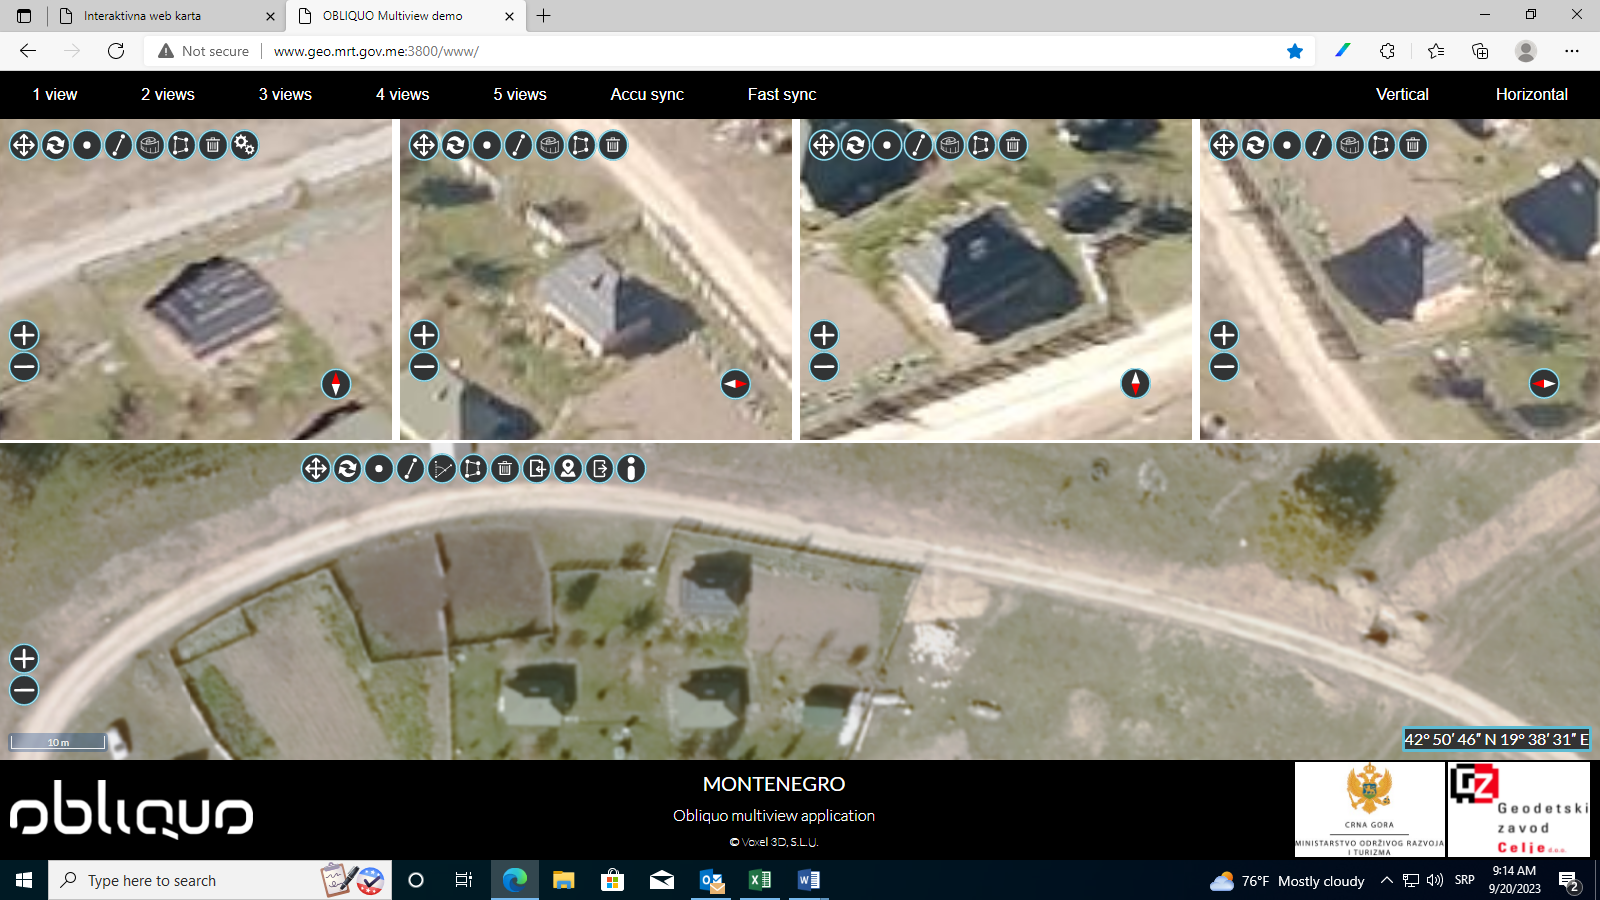 Interaktivna web karta
OBLIQUO Multiview demo
Not secure
www.geo.mrt.gov.me:3800/www/
1 view
2 views
3 views
4 views
5 views
Accu sync
Fast sync
Vertical
Horizontal
10 m
42° 50′ 46″ N 19° 38′ 31″ E
obliquo
MONTENEGRO
Obliquo multiview application
© Voxel 3D, S.L.U.
CRNA GORA
MINISTARSTVO ODRŽIVOG RAZVOJA
I TURIZMA
GZ
Geodetski
zavod
Celje d.o.o.
Type here to search
76°F Mostly cloudy
SRP
9:14 AM
9/20/2023
2